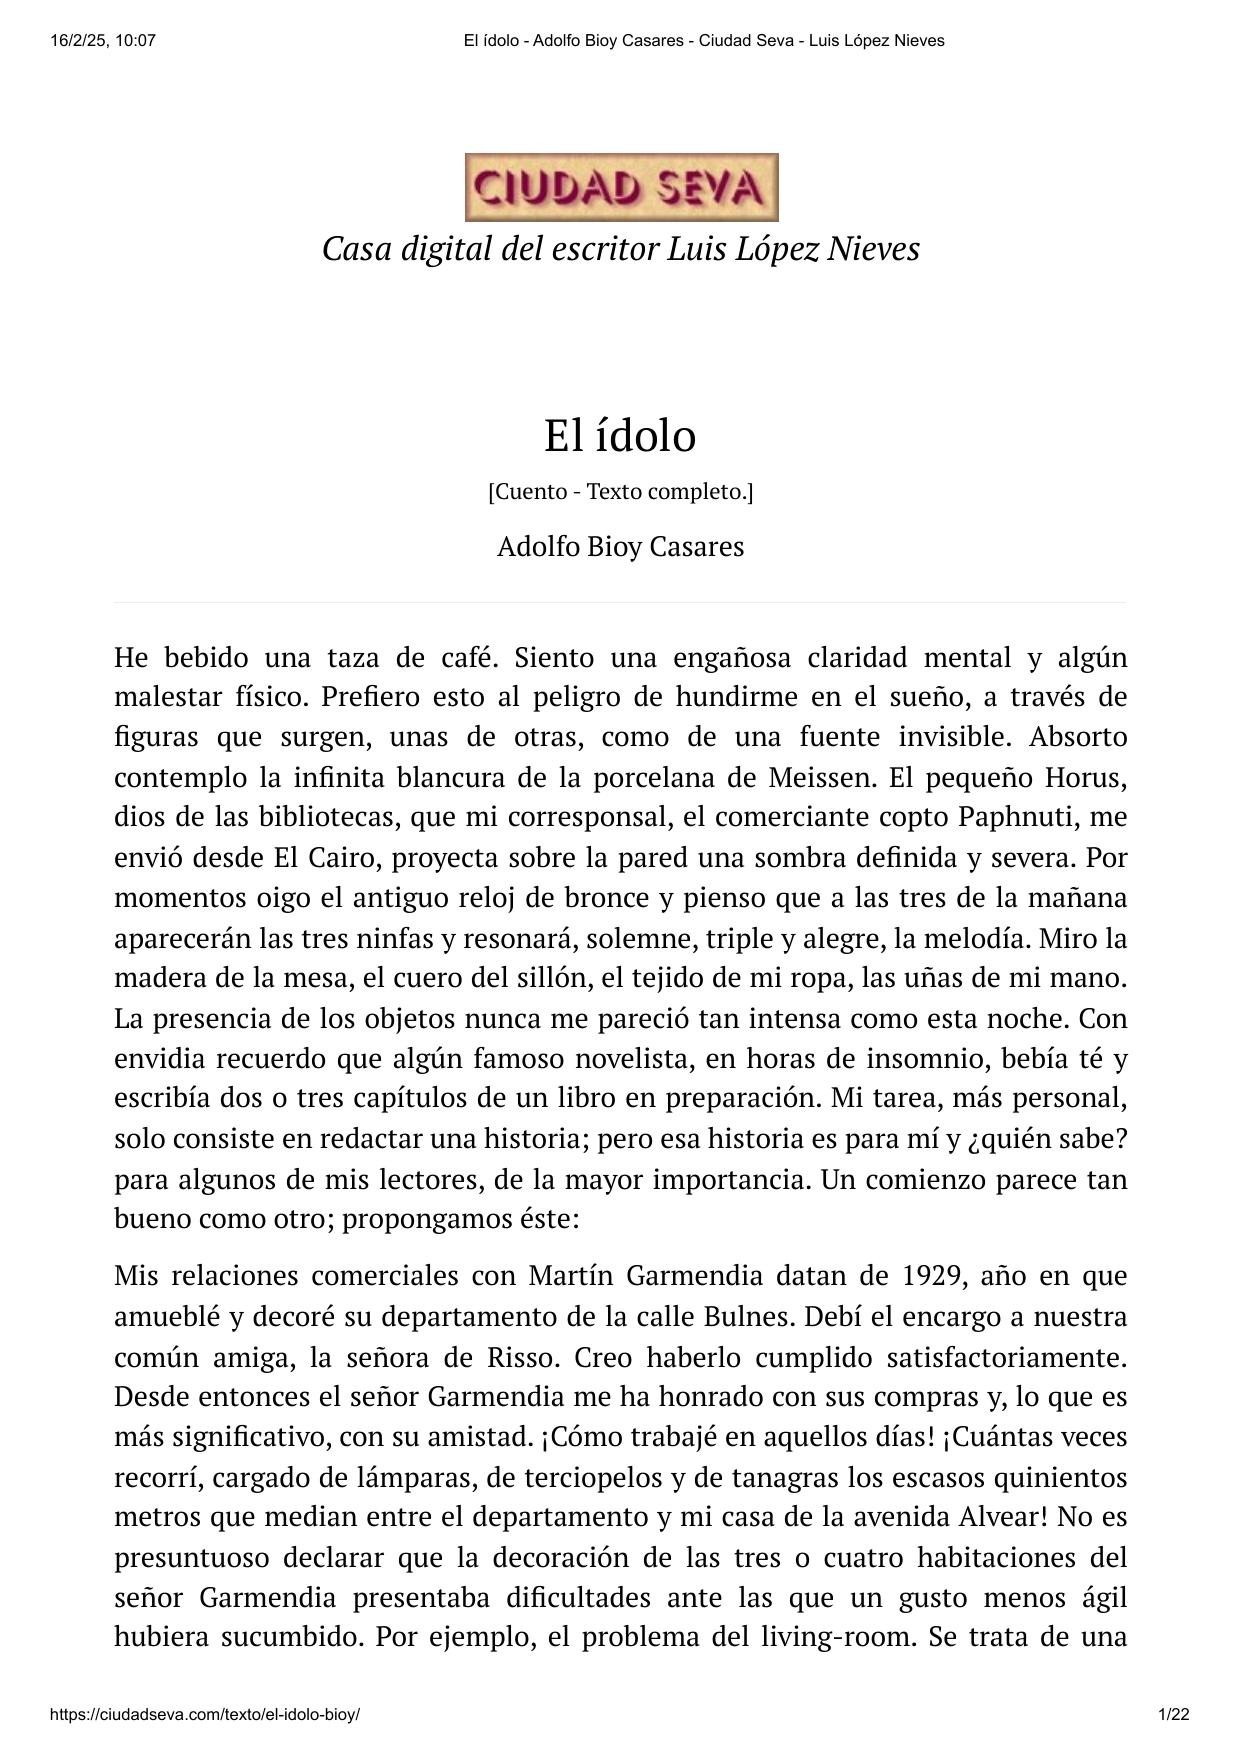 16/2/25, 10:07
El ídolo - Adolfo Bioy Casares - Ciudad Seva - Luis López Nieves
CIUDAD SEVA
Casa digital del escritor Luis López Nieves
El ídolo
[Cuento - Texto completo.]
Adolfo Bioy Casares
He bebido una taza de café. Siento una engañosa claridad mental y algún
malestar físico. Prefiero esto al peligro de hundirme en el sueño, a través de
figuras que surgen, unas de otras, como de una fuente invisible. Absorto
contemplo la infinita blancura de la porcelana de Meissen. El pequeño Horus,
dios de las bibliotecas, que mi corresponsal, el comerciante copto Paphnuti, me
envió desde El Cairo, proyecta sobre la pared una sombra definida y severa. Por
momentos oigo el antiguo reloj de bronce y pienso que a las tres de la mañana
aparecerán las tres ninfas y resonará, solemne, triple y alegre, la melodía. Miro la
madera de la mesa, el cuero del sillón, el tejido de mi ropa, las uñas de mi mano.
La presencia de los objetos nunca me pareció tan intensa como esta noche. Con
envidia recuerdo que algún famoso novelista, en horas de insomnio, bebía té y
escribía dos o tres capítulos de un libro en preparación. Mi tarea, más personal,
solo consiste en redactar una historia; pero esa historia es para mí y ¿quién sabe?
para algunos de mis lectores, de la mayor importancia. Un comienzo parece tan
bueno como otro; propongamos éste:
Mis relaciones comerciales con Martín Garmendia datan de 1929, año en que
amueblé y decoré su departamento de la calle Bulnes. Debí el encargo a nuestra
común amiga, la señora de Risso. Creo haberlo cumplido satisfactoriamente.
Desde entonces el señor Garmendia me ha honrado con sus compras y, lo que es
más significativo, con su amistad. ¡Cómo trabajé en aquellos días! ¡Cuántas veces
recorrí, cargado de lámparas, de terciopelos y de tanagras los escasos quinientos
metros que median entre el departamento y mi casa de la avenida Alvear! No es
presuntuoso declarar que la decoración de las tres o cuatro habitaciones del
señor Garmendia presentaba dificultades ante las que un gusto menos ágil
hubiera sucumbido. Por ejemplo, el problema del living-room. Se trata de una
https://ciudadseva.com/texto/el-idolo-bioy/
1/22